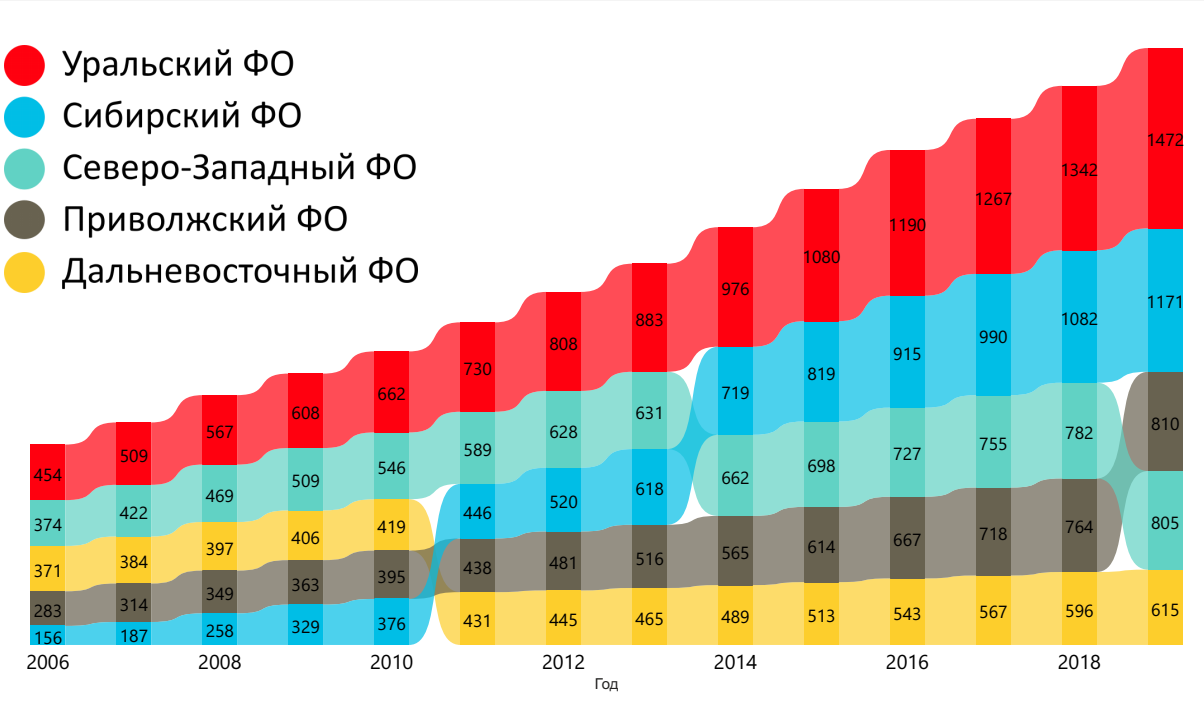 Уральский ФО
Сибирский ФО
Северо-Западный ФО
Приволжский ФО
Дальневосточный ФО
454 509 567 608 662 730 808 883 976 1080 1190 1267 1342 1472
374 422 469 509 546 589 628 631 719 819 915 990 1082 1171
371 384 397 406 419 446 520 618 662 698 727 755 782 810
283 314 349 363 395 438 481 516 565 614 667 718 764 805
156 187 258 329 376 431 445 465 489 513 543 567 596 615
2006 2008 2010 2012 2014 2016 2018
Год